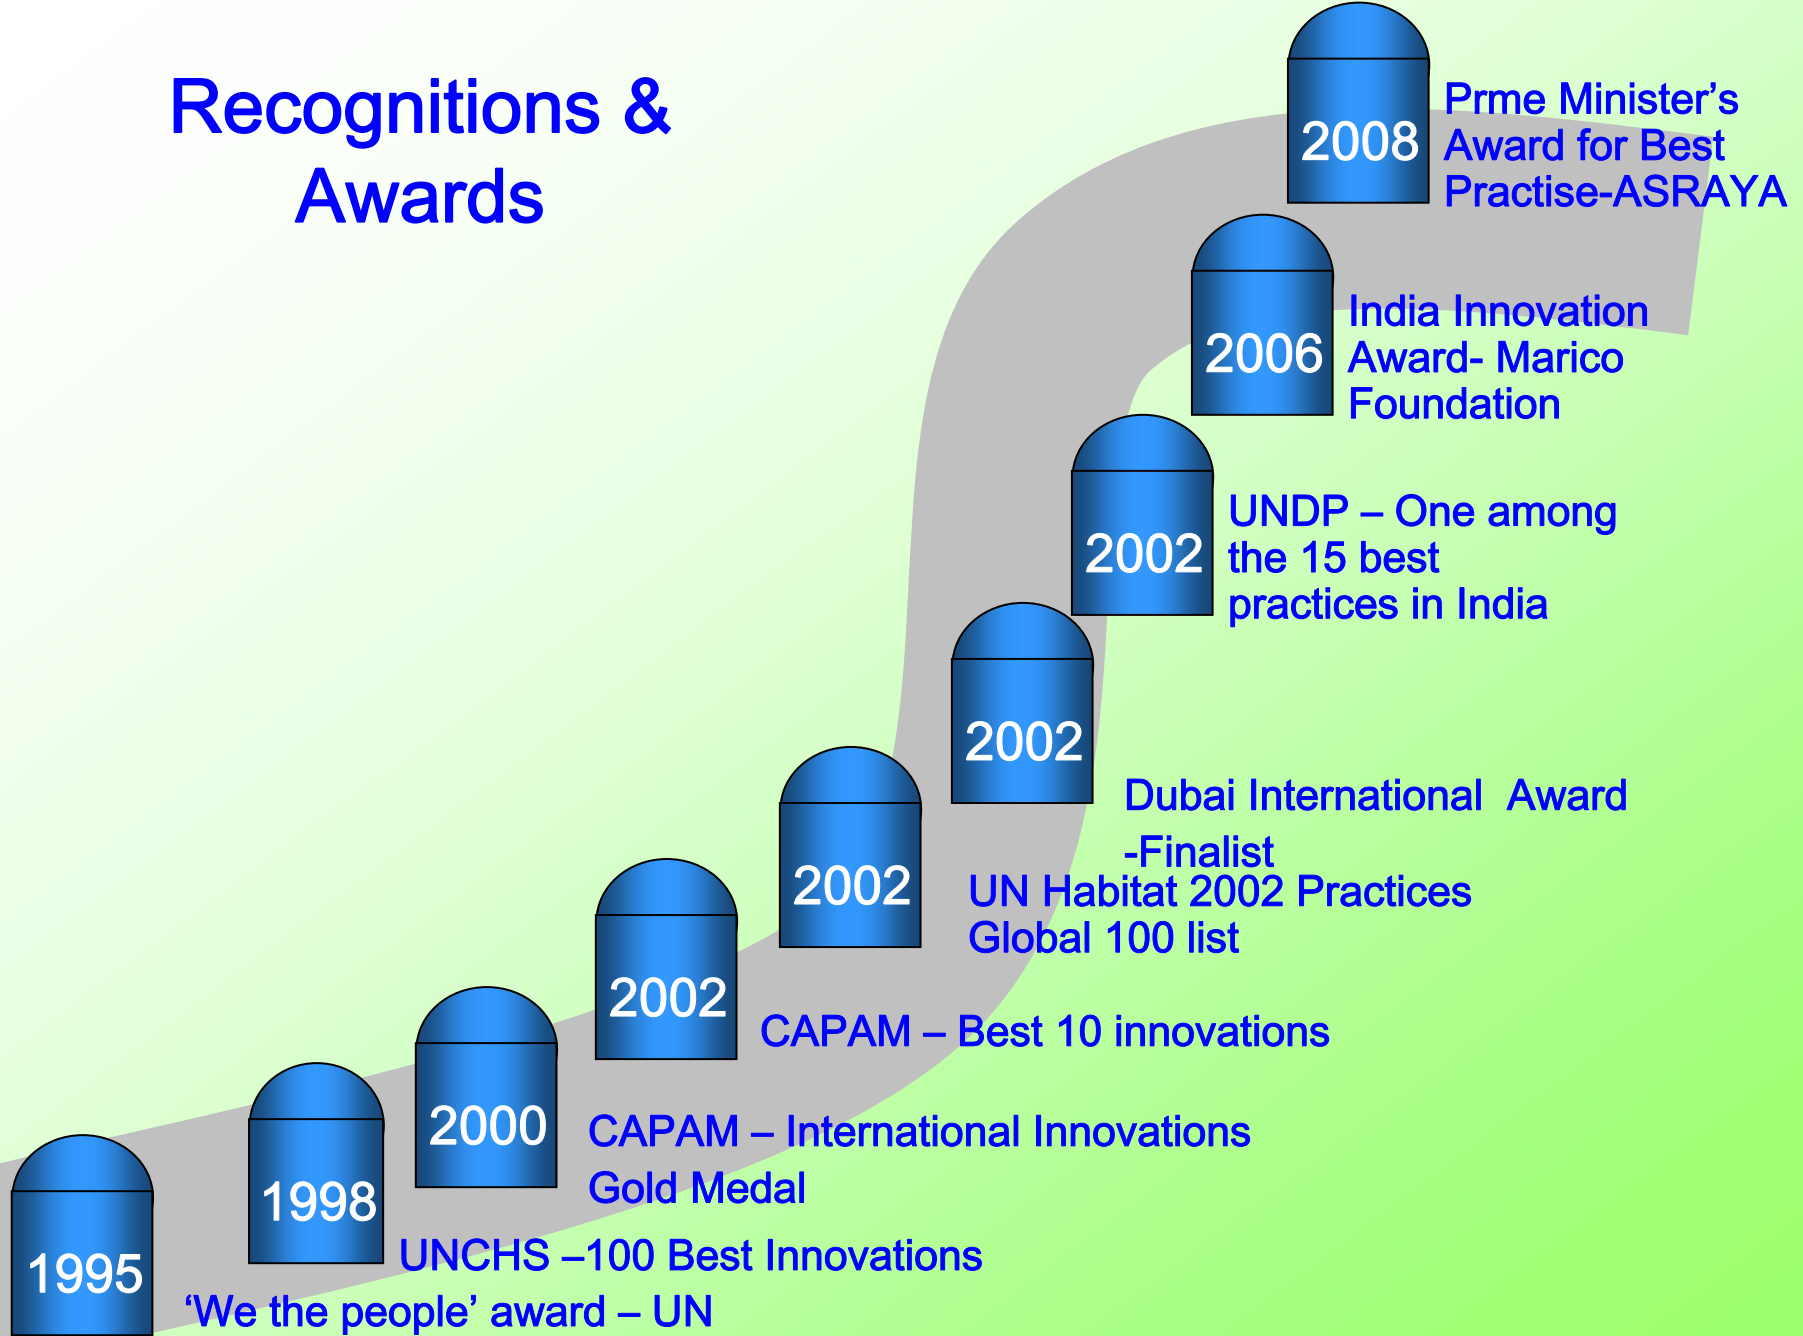 Recognitions &
Awards
2008
Prme Minister’s
Award for Best
Practise-ASRAYA
2006
India Innovation
Award- Marico
Foundation
2002
UNDP – One among
the 15 best
practices in India
2002
Dubai International  Award
-Finalist
2002
UN Habitat 2002 Practices
Global 100 list
2002
CAPAM – Best 10 innovations
2000
CAPAM – International Innovations
Gold Medal
1998
UNCHS –100 Best Innovations
1995
‘We the people’ award – UN